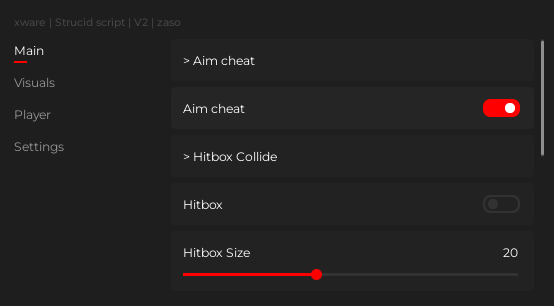 xware | Strucid script | V2 | zaso
Main
Visuals
Player
Settings
> Aim cheat
Aim cheat
> Hitbox Collide
Hitbox
Hitbox Size 20